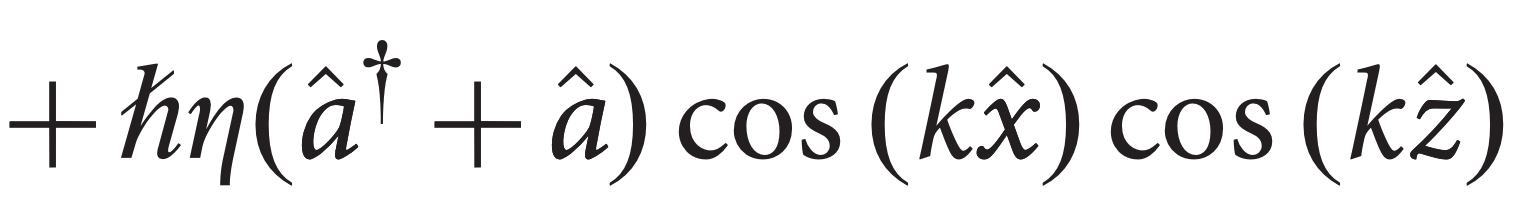 + ħη(â† + â) cos (kx̂) cos (kẑ)